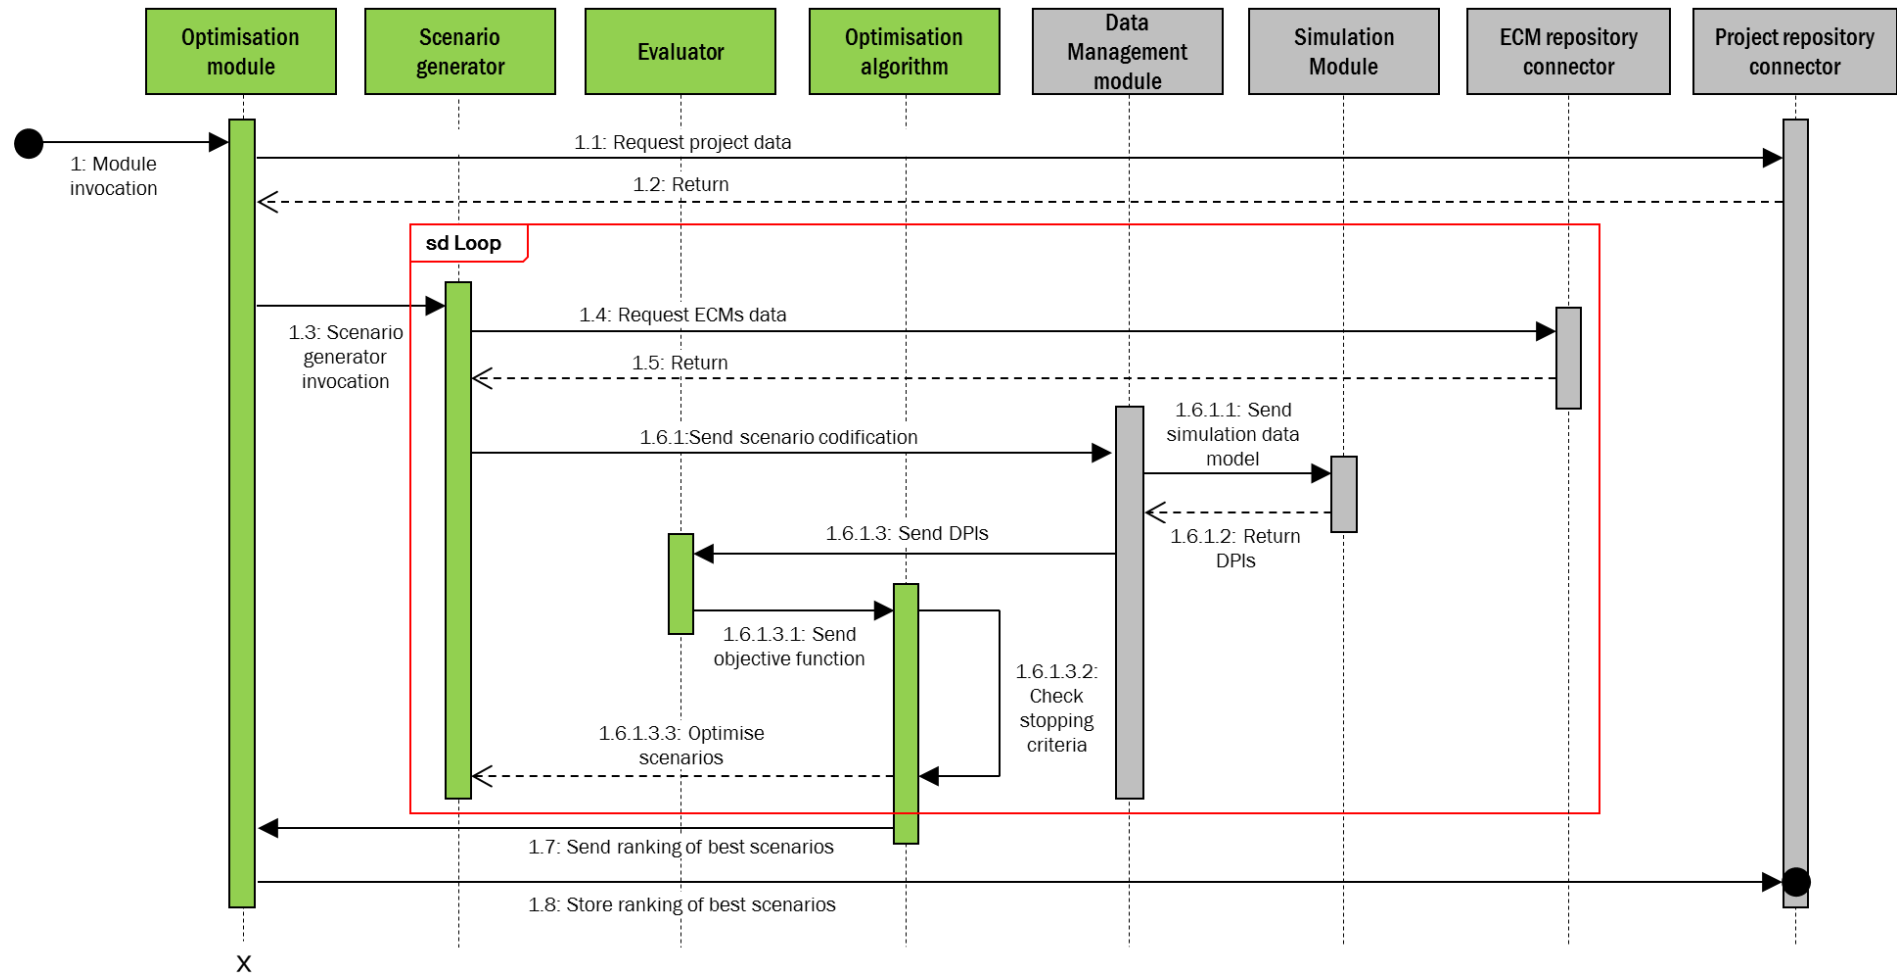 Optimisation
module
Scenario
generator
Evaluator
Optimisation
algorithm
Data
Management
module
Simulation
Module
ECM repository
connector
Project repository
connector
1: Module
invocation
1.1: Request project data
1.2: Return
sd Loop
1.3: Scenario
generator
invocation
1.4: Request ECMs data
1.5: Return
1.6.1:Send scenario codification
1.6.1.1: Send
simulation data
model
1.6.1.2: Return
DPIs
1.6.1.3: Send DPIs
1.6.1.3.1: Send
objective function
1.6.1.3.2:
Check
stopping
criteria
1.6.1.3.3: Optimise
scenarios
1.7: Send ranking of best scenarios
1.8: Store ranking of best scenarios
X